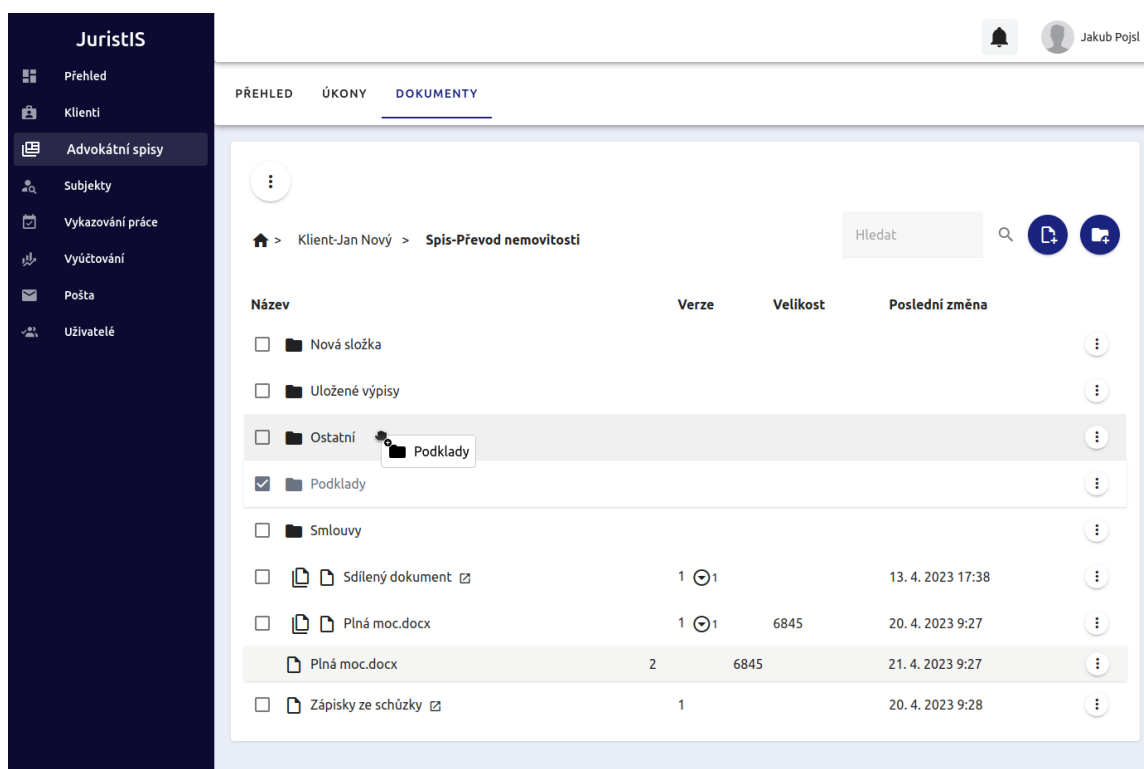 JuristIS
Přehled
Klienti
Advokátní spisy
Subjekty
Vykazování práce
Vyúčtování
Pošta
Uživatelé
Jakub Pojsl
PŘEHLED ÚKONY DOKUMENTY
> Klient-Jan Nový > Spis-Převod nemovitosti
Hledat
Název Verze Velikost Poslední změna
Nová složka
Uložené výpisy
Ostatní
Podklady
Podklady
Smlouvy
Sdílený dokument 1 1 13. 4. 2023 17:38
Plná moc.docx 1 1 6845 20. 4. 2023 9:27
Plná moc.docx 2 6845 21. 4. 2023 9:27
Zápisky ze schůzky 1 20. 4. 2023 9:28